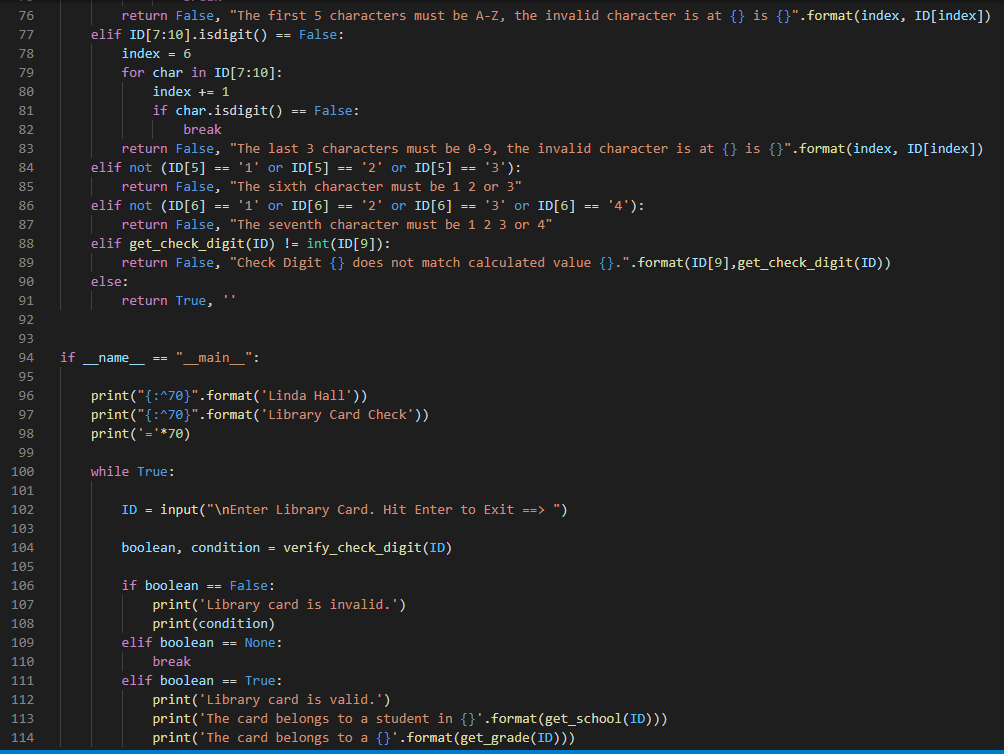 76 return False, "The first 5 characters must be A-Z, the invalid character is at {} is {}".format(index, ID[index])
77 elif ID[7:10].isdigit() == False:
78 index = 6
79 for char in ID[7:10]:
80 index += 1
81 if char.isdigit() == False:
82 break
83 return False, "The last 3 characters must be 0-9, the invalid character is at {} is {}".format(index, ID[index])
84 elif not (ID[5] == '1' or ID[5] == '2' or ID[5] == '3'):
85 return False, "The sixth character must be 1 2 or 3"
86 elif not (ID[6] == '1' or ID[6] == '2' or ID[6] == '3' or ID[6] == '4'):
87 return False, "The seventh character must be 1 2 3 or 4"
88 elif get_check_digit(ID) != int(ID[9]):
89 return False, "Check Digit {} does not match calculated value {}.".format(ID[9],get_check_digit(ID))
90 else:
91 return True, ''
92
93
94 if __name__ == "__main__":
95
96 print("{:^70}".format('Linda Hall'))
97 print("{:^70}".format('Library Card Check'))
98 print('='*70)
99
100 while True:
101
102 ID = input("\nEnter Library Card. Hit Enter to Exit ==> ")
103
104 boolean, condition = verify_check_digit(ID)
105
106 if boolean == False:
107 print('Library card is invalid.')
108 print(condition)
109 elif boolean == None:
110 break
111 elif boolean == True:
112 print('Library card is valid.')
113 print('The card belongs to a student in {}'.format(get_school(ID)))
114 print('The card belongs to a {}'.format(get_grade(ID)))